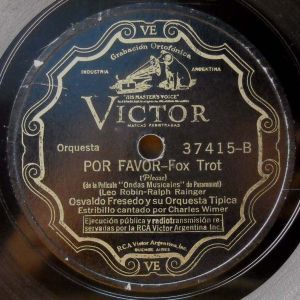 VE
Grabación Ortofónica
INDUSTRIA ARGENTINA
"HIS MASTER'S VOICE"
VICTOR
MARCAS REGISTRADAS
Orquesta 37415-B
POR FAVOR-Fox Trot
(Please)
(de la Película "Ondas Musicales" de Paramount)
(Leo Robin-Ralph Rainger)
Osvaldo Fresedo y su Orquesta Típica
Estribillo cantado por Charles Wimer
Ejecución pública y radiotransmisión re-
servadas por la RCA Victor Argentina Inc.
RCA Victor Argentina, Inc.
BUENOS AIRES
VE